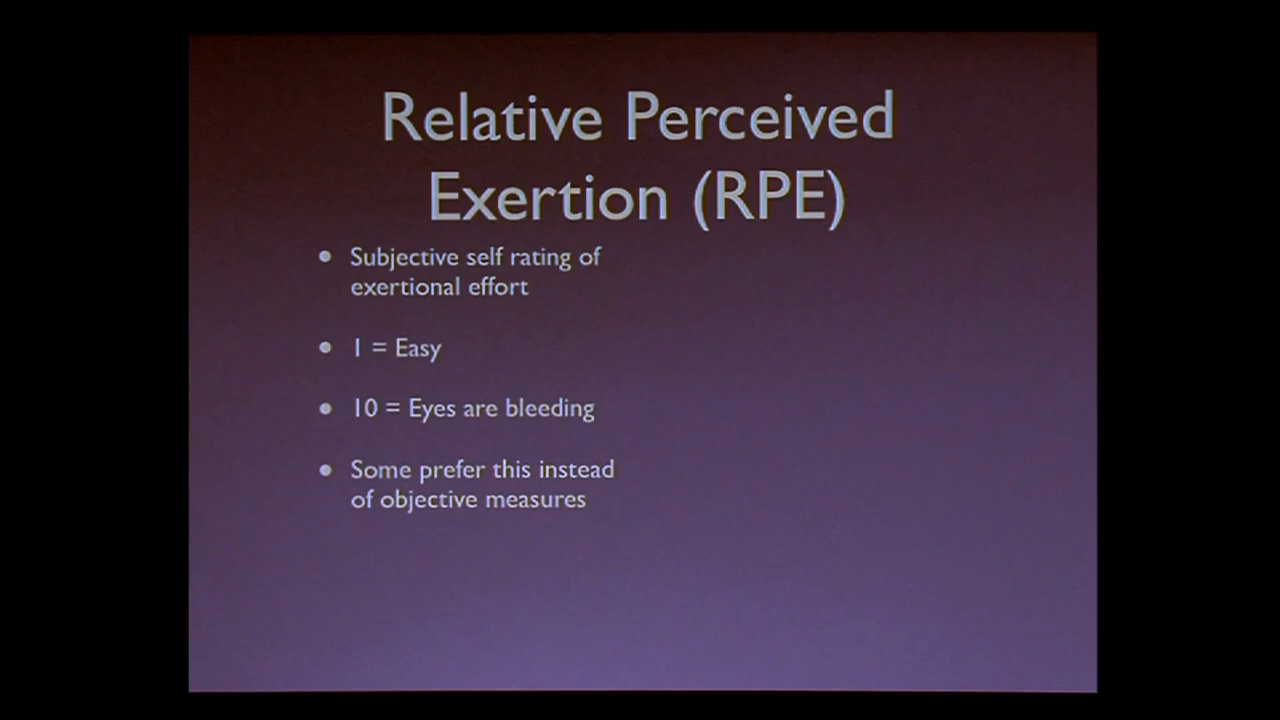 Relative Perceived
Exertion (RPE)
Subjective self rating of
exertional effort
1 = Easy
10 = Eyes are bleeding
Some prefer this instead
of objective measures